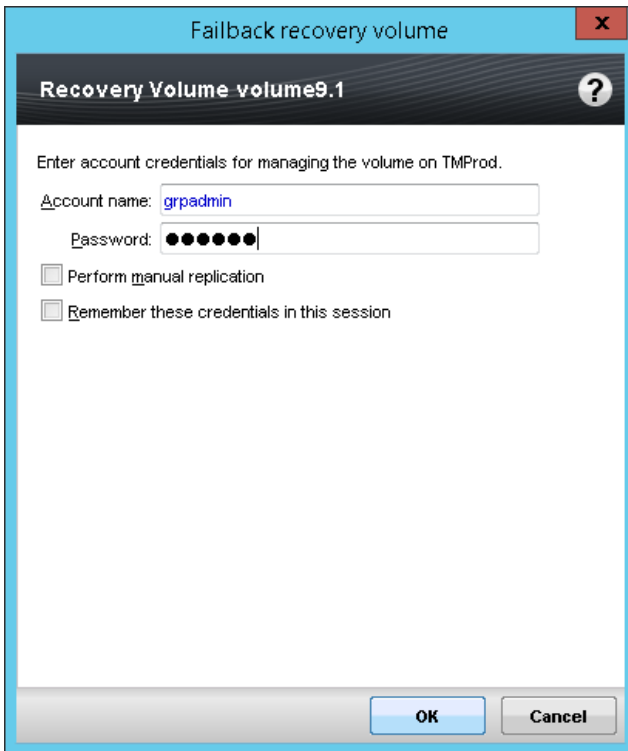 Failback recovery volume
x
Recovery Volume volume9.1
?
Enter account credentials for managing the volume on TMProd.
Account name: grpadmin
Password: ●●●●●●
Perform manual replication
Remember these credentials in this session
OK Cancel